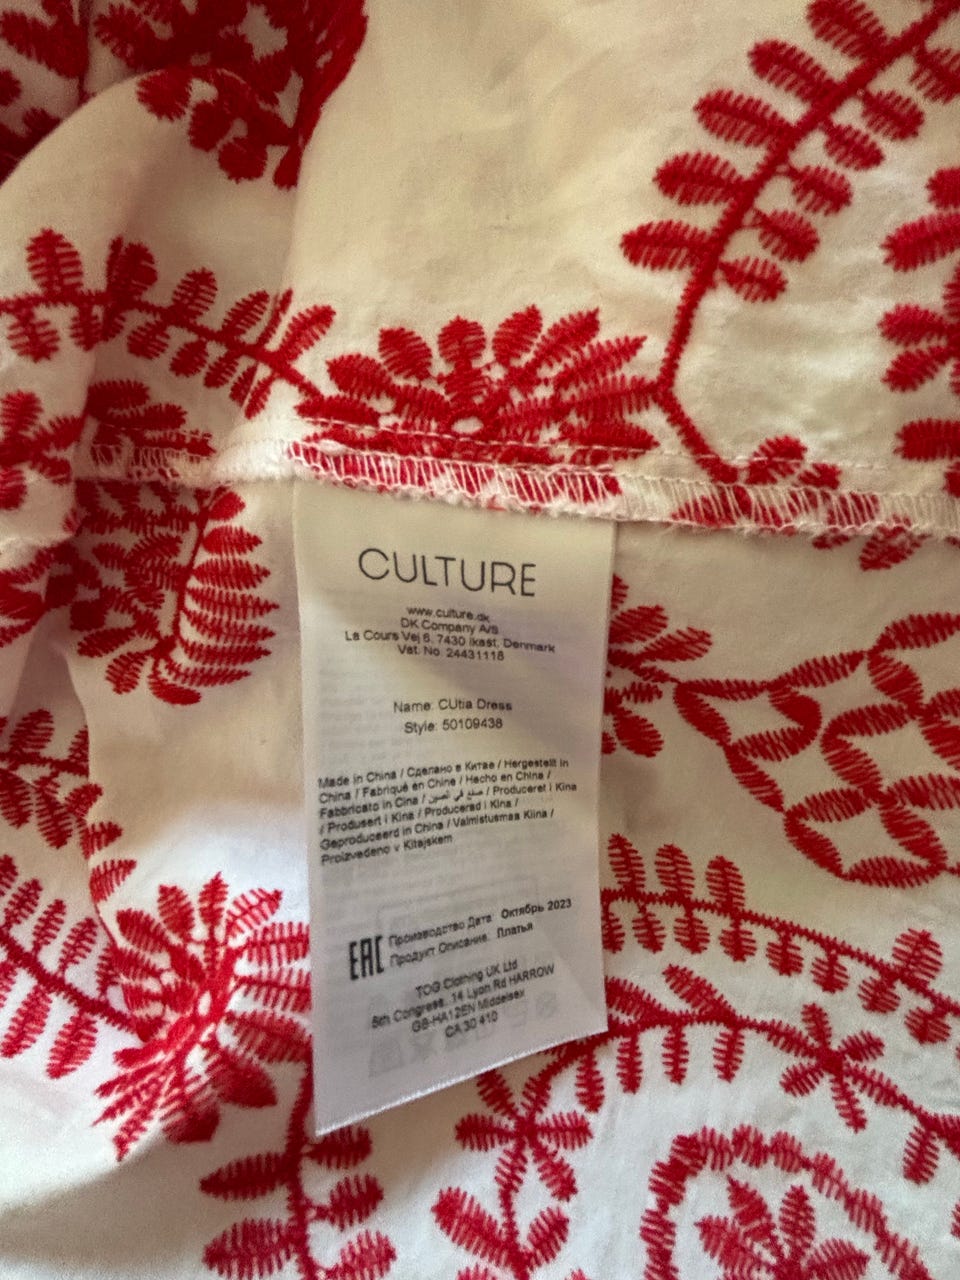 CULTURE
www.culture.dk
DK Company A/S
La Cours Vej 6, 7430 Ikast, Denmark
Vat. No. 24431118
Name: CUtia Dress
Style: 50109438
Made in China / Сделано в Китае / Hergestellt in
China / Fabriqué en Chine / Hecho en China /
Fabbricato in Cina / صنع في الصين / Produceret i Kina
/ Produsert i Kina / Producerad i Kina /
Geproduceerd in China / Valmistusmaa Kiina /
Proizvedeno v Kitajskem
EAC Производство Дата: Октябрь 2023
Продукт Описание: Платья
TOG Clothing UK Ltd
5th Congress, 14 Lyon Rd HARROW
GB-HA12EN Middelsex
CA 30 410